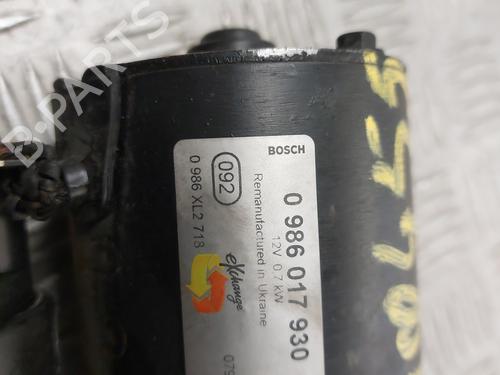 BOSCH
0 986 017 930
12V 0.7 kW
Remanufactured in Ukraine
092
0 986 XL2 718
eXchange
079
B-PARTS